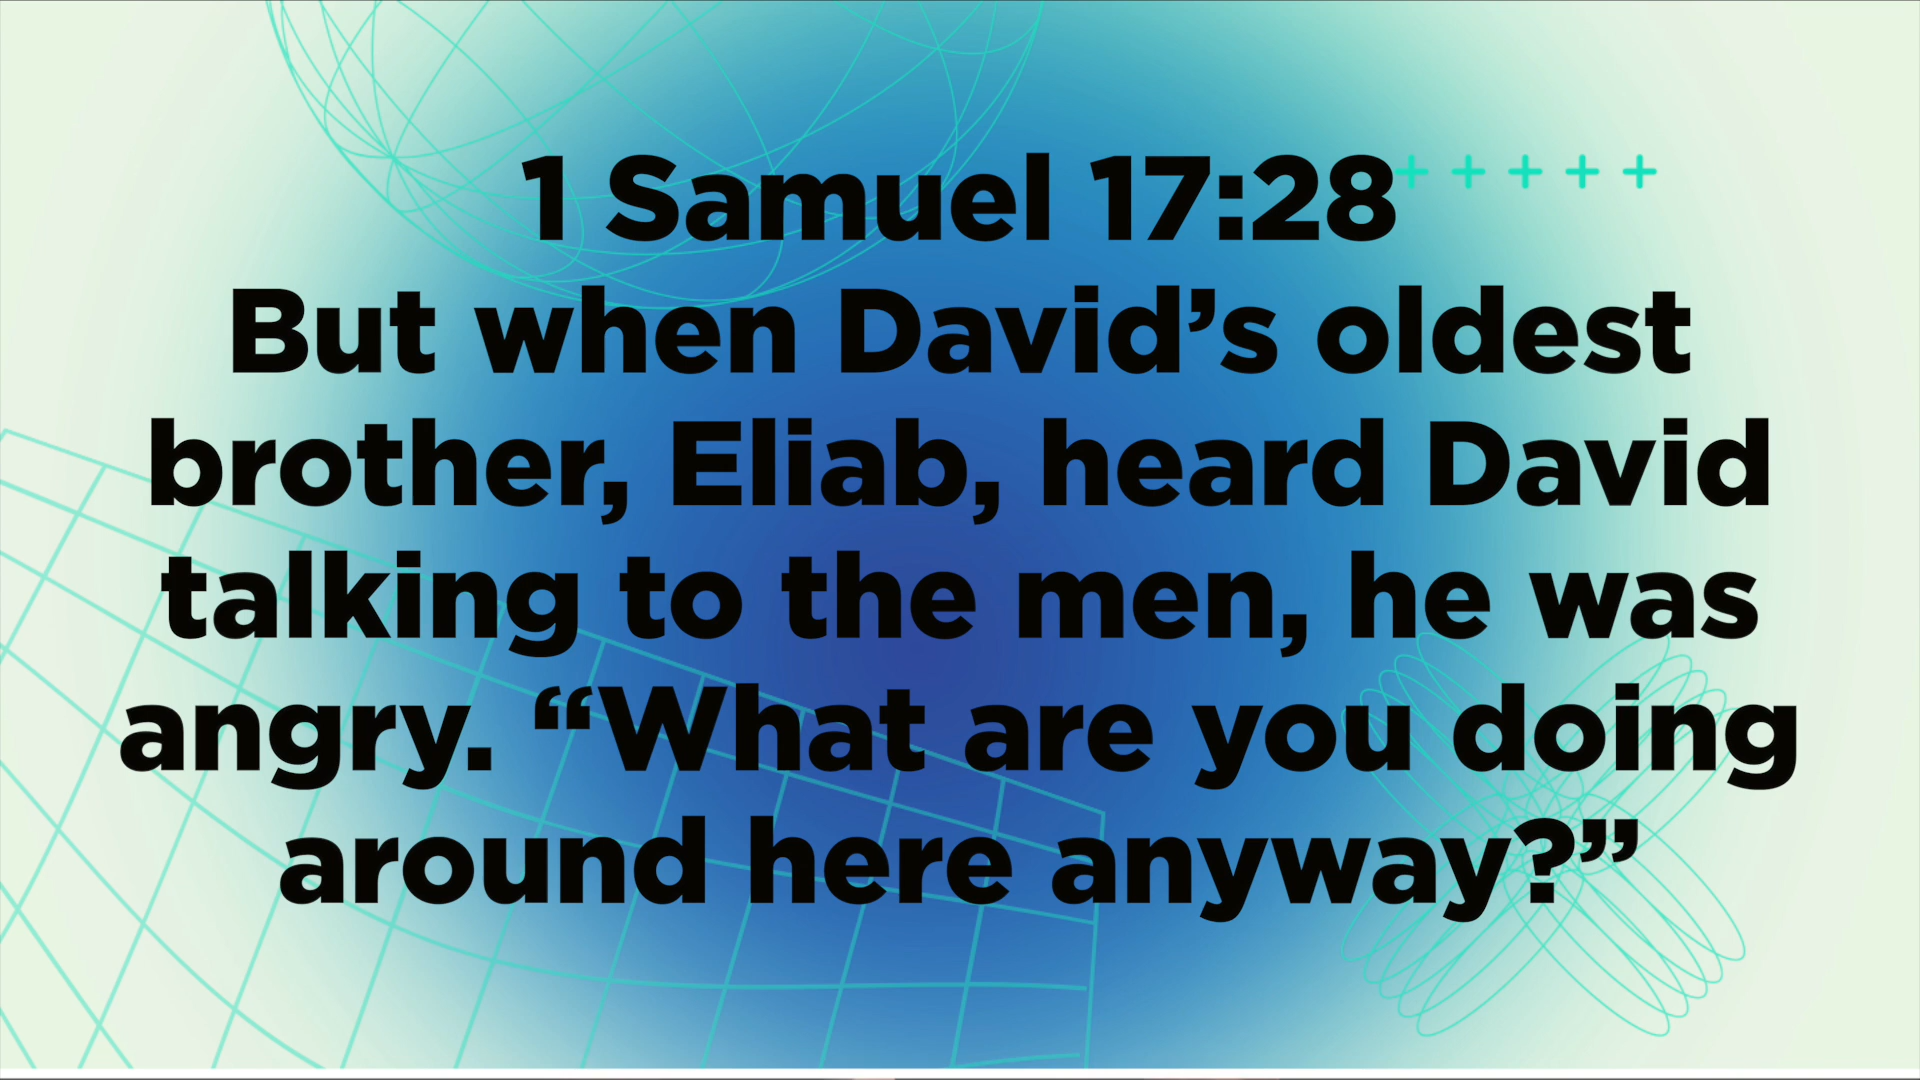 1 Samuel 17:28
But when David’s oldest
brother, Eliab, heard David
talking to the men, he was
angry. “What are you doing
around here anyway?”